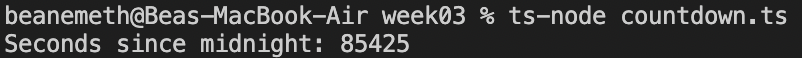 beanemeth@Beas-MacBook-Air week03 % ts-node countdown.ts
Seconds since midnight: 85425